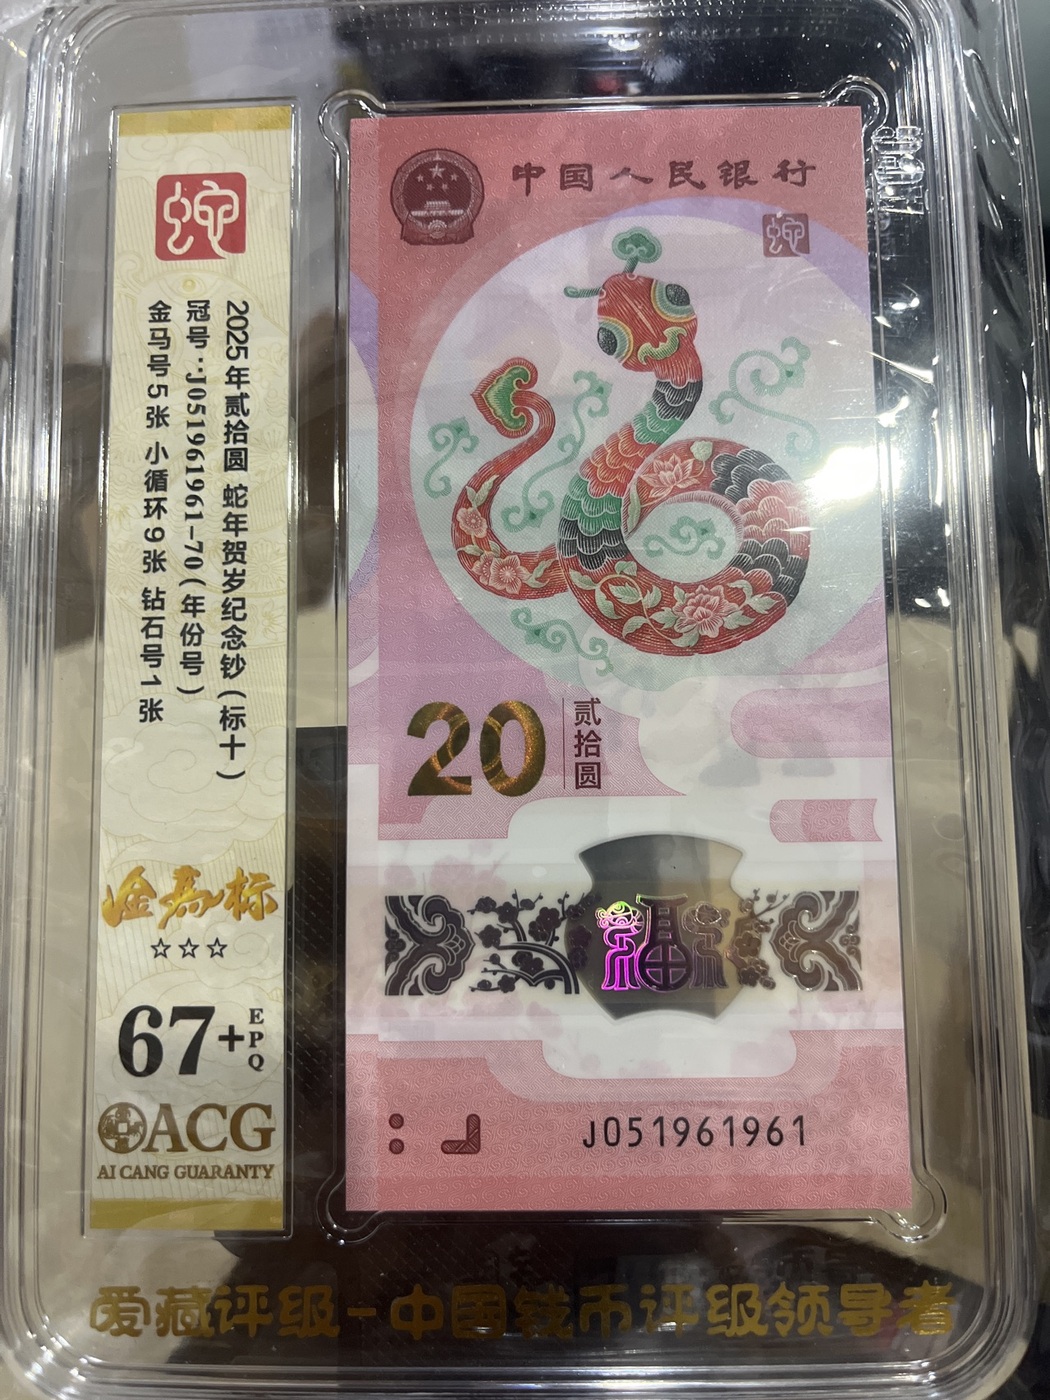 蛇
2025年贰拾圆 蛇年贺岁纪念钞(标十)
冠号:J051961961-70(年份号)
金马号5张 小循环9张 钻石号1张
金马标
☆☆☆
67+EPQ
ACG
AI CANG GUARANTY
中国人民银行
蛇
20
贰拾圆
福
J051961961
爱藏评级-中国钱币评级领导者